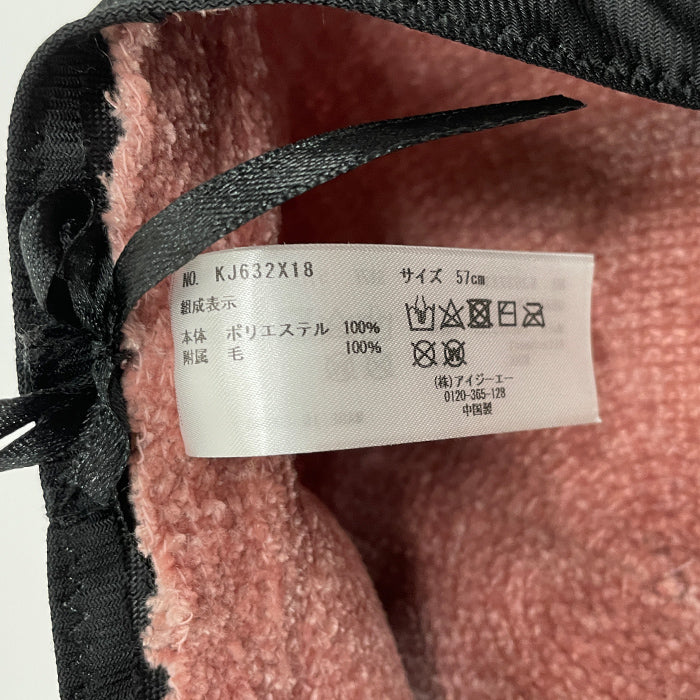 NO. KJ632X18
組成表示
本体 ポリエステル 100%
附属 毛 100%
サイズ 57cm
(株)アイジーエー
0120-365-128
中国製